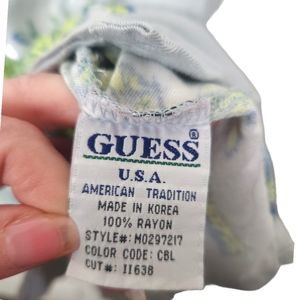 GUESS®
U.S.A.
AMERICAN TRADITION
MADE IN KOREA
100% RAYON
STYLE#: M0297217
COLOR CODE: CBL
CUT#: 11638